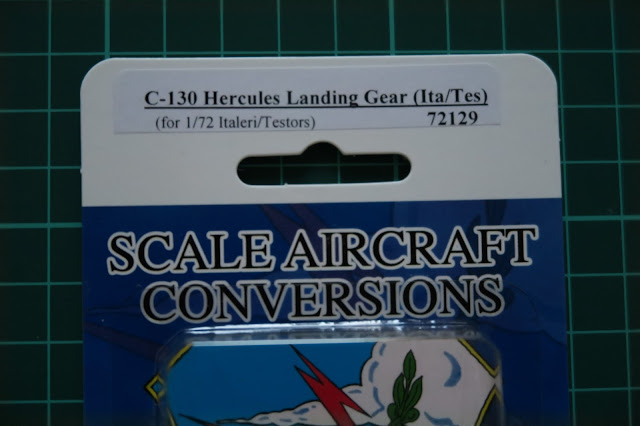 C-130 Hercules Landing Gear (Ita/Tes)
(for 1/72 Italeri/Testors) 72129
SCALE AIRCRAFT
CONVERSIONS